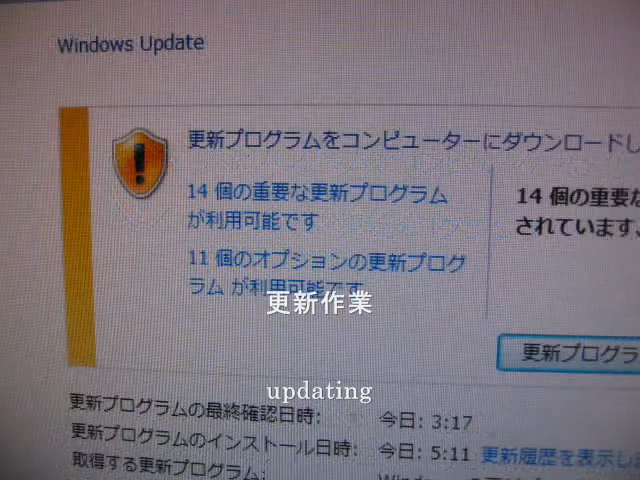 Windows Update
更新プログラムをコンピューターにダウンロードし
14 個の重要な更新プログラム
が利用可能です
14 個の重要な
されています、
11 個のオプションの更新プログ
ラム が利用可能です
更新作業
更新プログラ
updating
更新プログラムの最終確認日時: 今日: 3:17
更新プログラムのインストール日時: 今日: 5:11 更新履歴を表示し
取得する更新プログラム: